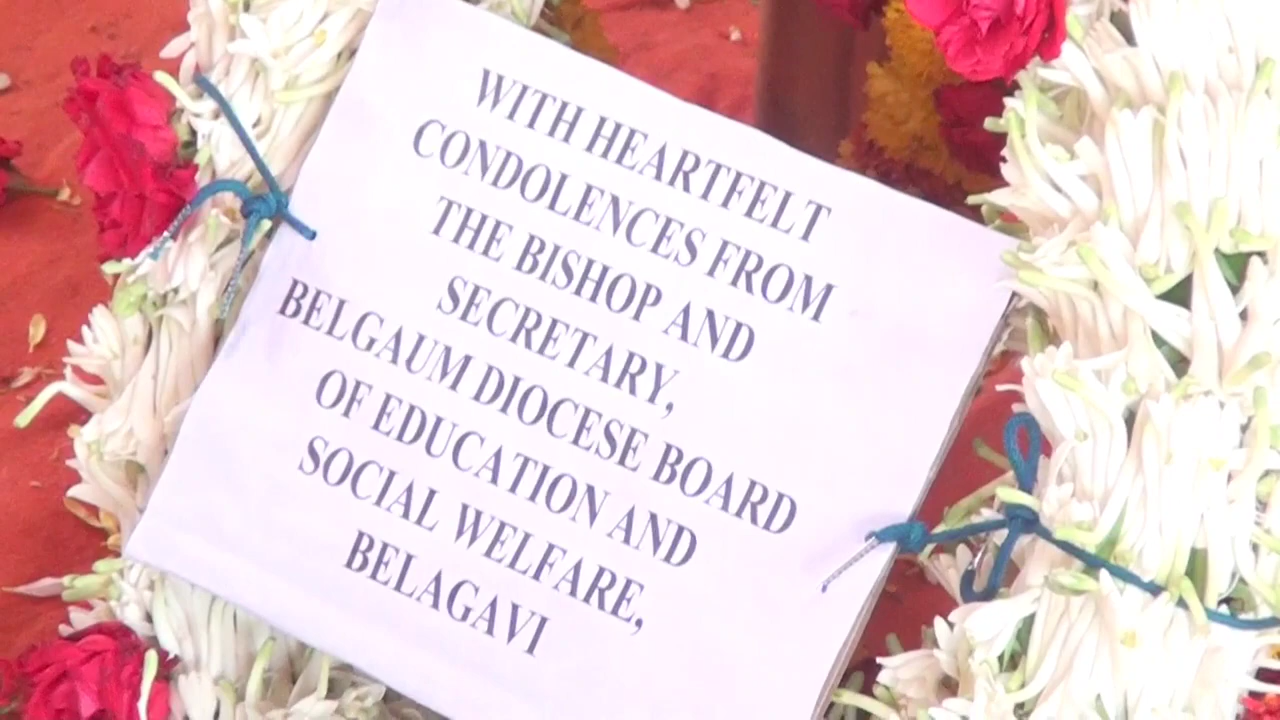 WITH HEARTFELT
CONDOLENCES FROM
THE BISHOP AND
SECRETARY,
BELGAUM DIOCESE BOARD
OF EDUCATION AND
SOCIAL WELFARE,
BELAGAVI